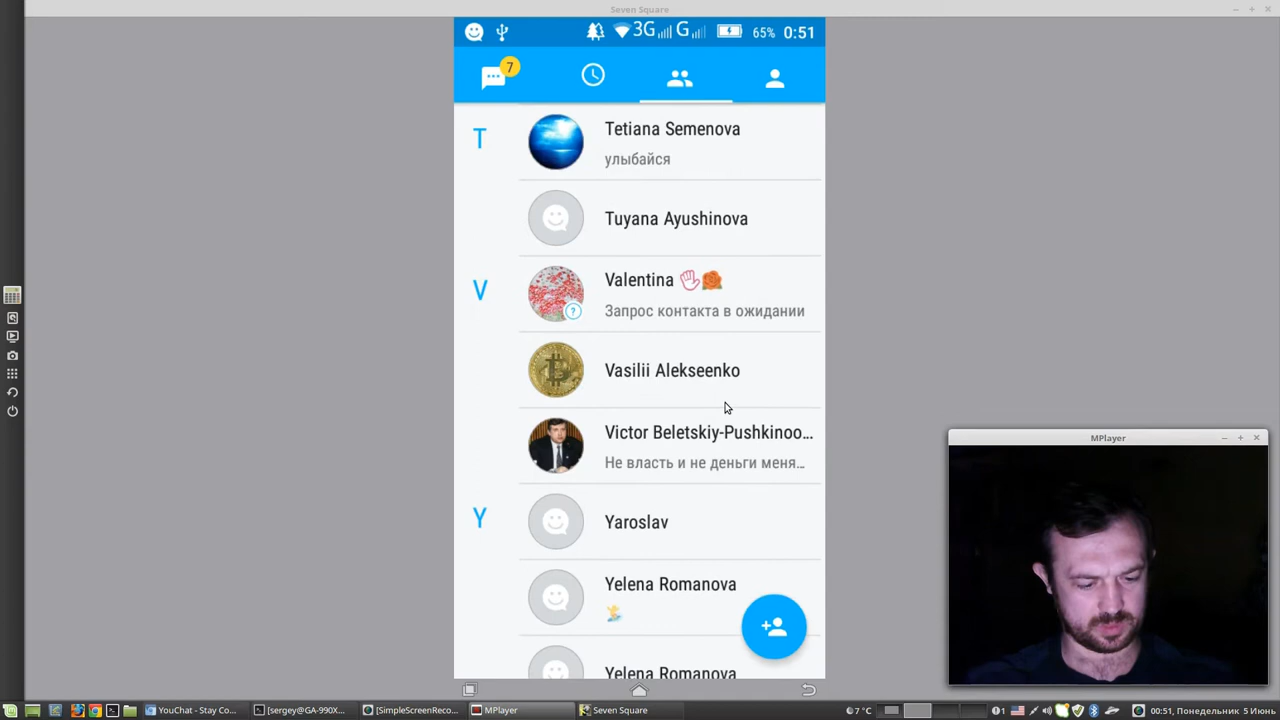 Seven Square
3G G 65% 0:51
7
T
Tetiana Semenova
улыбайся
Tuyana Ayushinova
V
Valentina
Запрос контакта в ожидании
?
Vasilii Alekseenko
Victor Beletskiy-Pushkinoo...
Не власть и не деньги меня...
Y
Yaroslav
Yelena Romanova
Yelena Romanova
MPlayer
YouChat - Stay Co...
[sergey@GA-990X...
[SimpleScreenReco...
MPlayer
Seven Square
7 °C
1
00:51, Понедельник 5 Июнь